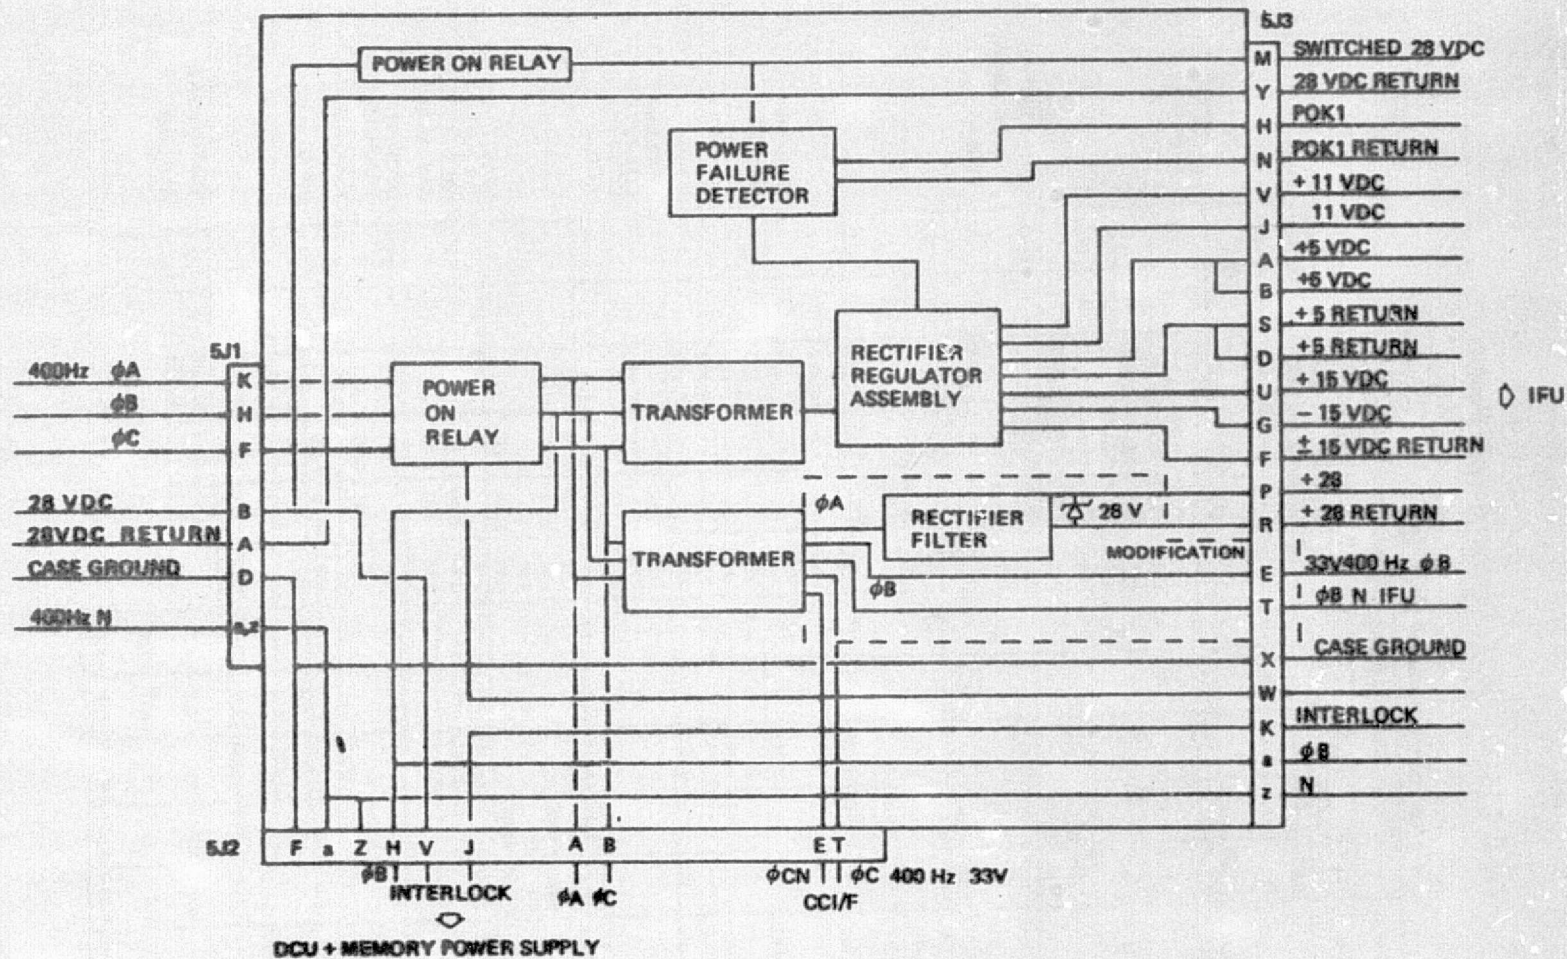 5J3
POWER ON RELAY
M SWITCHED 28 VDC
Y 28 VDC RETURN
H POK1
N POK1 RETURN
POWER
FAILURE
DETECTOR
V + 11 VDC
J 11 VDC
A +5 VDC
B +5 VDC
S + 5 RETURN
D +5 RETURN
U + 15 VDC
G − 15 VDC
F ± 15 VDC RETURN
IFU
RECTIFIER
REGULATOR
ASSEMBLY
5J1
400Hz ϕA K
ϕB H
ϕC F
POWER
ON
RELAY
TRANSFORMER
28 VDC B
28VDC RETURN A
CASE GROUND D
400Hz N a,z
TRANSFORMER
ϕA
RECTIFIER
FILTER
28 V
MODIFICATION
ϕB
P + 28
R + 28 RETURN
E 33V400 Hz ϕB
T ϕB N IFU
X CASE GROUND
W
K INTERLOCK
a ϕB
z N
5J2 F a Z H V J A B E T
ϕB
INTERLOCK
ϕA ϕC
ϕCN ϕC 400 Hz 33V
CCI/F
DCU + MEMORY POWER SUPPLY